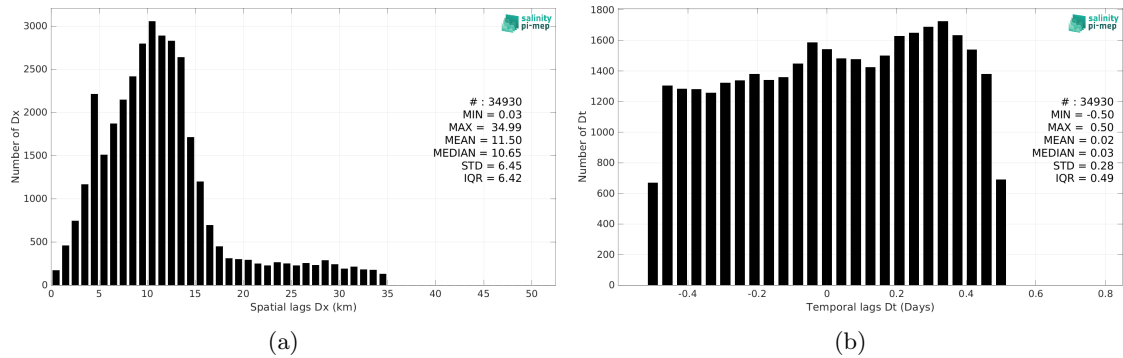 3000
2500
2000
1500
1000
500
0
Number of Dx
0 5 10 15 20 25 30 35 40 45 50
Spatial lags Dx (km)
salinity
pi-mep
# : 34930
MIN = 0.03
MAX = 34.99
MEAN = 11.50
MEDIAN = 10.65
STD = 6.45
IQR = 6.42
(a)
1800
1600
1400
1200
1000
800
600
400
200
0
Number of Dt
-0.4 -0.2 0 0.2 0.4 0.6 0.8
Temporal lags Dt (Days)
salinity
pi-mep
# : 34930
MIN = -0.50
MAX = 0.50
MEAN = 0.02
MEDIAN = 0.03
STD = 0.28
IQR = 0.49
(b)